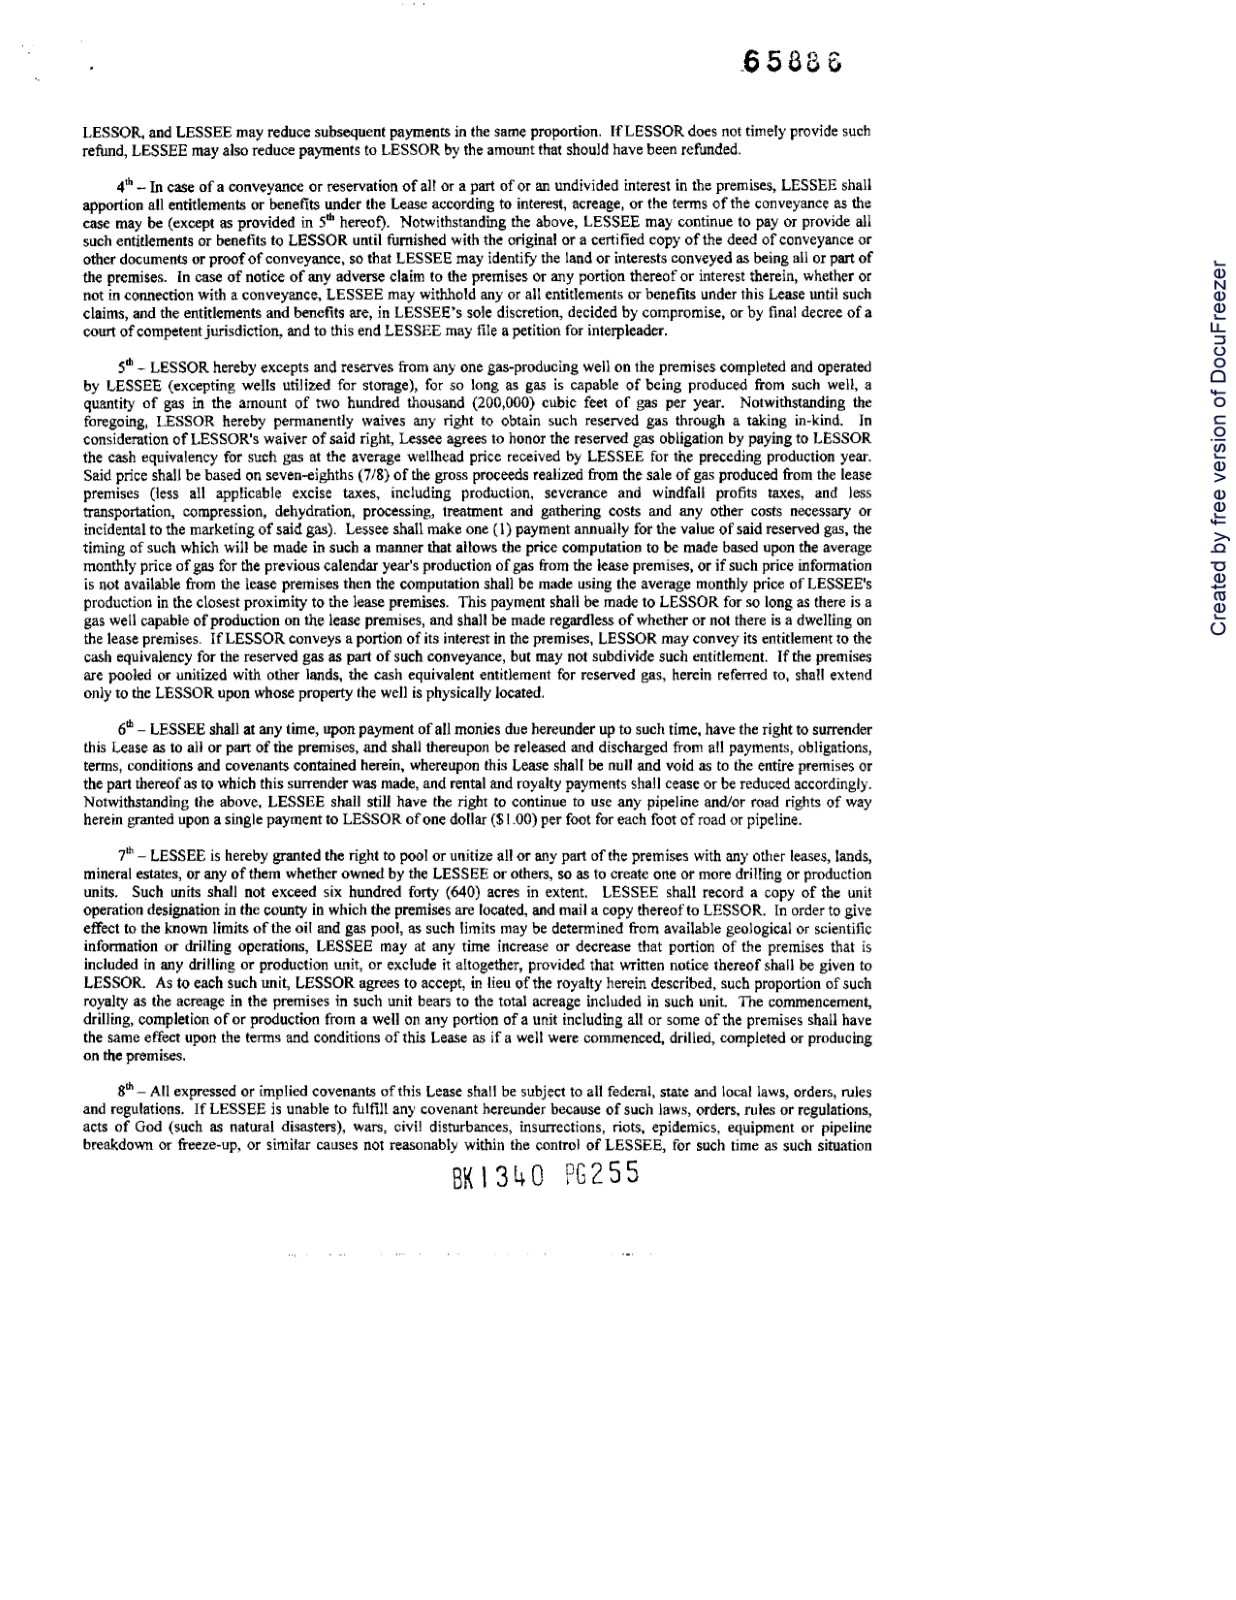 65886
LESSOR, and LESSEE may reduce subsequent payments in the same proportion. If LESSOR does not timely provide such
refund, LESSEE may also reduce payments to LESSOR by the amount that should have been refunded.
4th – In case of a conveyance or reservation of all or a part of or an undivided interest in the premises, LESSEE shall
apportion all entitlements or benefits under the Lease according to interest, acreage, or the terms of the conveyance as the
case may be (except as provided in 5th hereof). Notwithstanding the above, LESSEE may continue to pay or provide all
such entitlements or benefits to LESSOR until furnished with the original or a certified copy of the deed of conveyance or
other documents or proof of conveyance, so that LESSEE may identify the land or interests conveyed as being all or part of
the premises. In case of notice of any adverse claim to the premises or any portion thereof or interest therein, whether or
not in connection with a conveyance, LESSEE may withhold any or all entitlements or benefits under this Lease until such
claims, and the entitlements and benefits are, in LESSEE's sole discretion, decided by compromise, or by final decree of a
court of competent jurisdiction, and to this end LESSEE may file a petition for interpleader.
5th – LESSOR hereby excepts and reserves from any one gas-producing well on the premises completed and operated
by LESSEE (excepting wells utilized for storage), for so long as gas is capable of being produced from such well, a
quantity of gas in the amount of two hundred thousand (200,000) cubic feet of gas per year. Notwithstanding the
foregoing, LESSOR hereby permanently waives any right to obtain such reserved gas through a taking in-kind. In
consideration of LESSOR's waiver of said right, Lessee agrees to honor the reserved gas obligation by paying to LESSOR
the cash equivalency for such gas at the average wellhead price received by LESSEE for the preceding production year.
Said price shall be based on seven-eighths (7/8) of the gross proceeds realized from the sale of gas produced from the lease
premises (less all applicable excise taxes, including production, severance and windfall profits taxes, and less
transportation, compression, dehydration, processing, treatment and gathering costs and any other costs necessary or
incidental to the marketing of said gas). Lessee shall make one (1) payment annually for the value of said reserved gas, the
timing of such which will be made in such a manner that allows the price computation to be made based upon the average
monthly price of gas for the previous calendar year's production of gas from the lease premises, or if such price information
is not available from the lease premises then the computation shall be made using the average monthly price of LESSEE's
production in the closest proximity to the lease premises. This payment shall be made to LESSOR for so long as there is a
gas well capable of production on the lease premises, and shall be made regardless of whether or not there is a dwelling on
the lease premises. If LESSOR conveys a portion of its interest in the premises, LESSOR may convey its entitlement to the
cash equivalency for the reserved gas as part of such conveyance, but may not subdivide such entitlement. If the premises
are pooled or unitized with other lands, the cash equivalent entitlement for reserved gas, herein referred to, shall extend
only to the LESSOR upon whose property the well is physically located.
6th – LESSEE shall at any time, upon payment of all monies due hereunder up to such time, have the right to surrender
this Lease as to all or part of the premises, and shall thereupon be released and discharged from all payments, obligations,
terms, conditions and covenants contained herein, whereupon this Lease shall be null and void as to the entire premises or
the part thereof as to which this surrender was made, and rental and royalty payments shall cease or be reduced accordingly.
Notwithstanding the above, LESSEE shall still have the right to continue to use any pipeline and/or road rights of way
herein granted upon a single payment to LESSOR of one dollar ($1.00) per foot for each foot of road or pipeline.
7th – LESSEE is hereby granted the right to pool or unitize all or any part of the premises with any other leases, lands,
mineral estates, or any of them whether owned by the LESSEE or others, so as to create one or more drilling or production
units. Such units shall not exceed six hundred forty (640) acres in extent. LESSEE shall record a copy of the unit
operation designation in the county in which the premises are located, and mail a copy thereof to LESSOR. In order to give
effect to the known limits of the oil and gas pool, as such limits may be determined from available geological or scientific
information or drilling operations, LESSEE may at any time increase or decrease that portion of the premises that is
included in any drilling or production unit, or exclude it altogether, provided that written notice thereof shall be given to
LESSOR. As to each such unit, LESSOR agrees to accept, in lieu of the royalty herein described, such proportion of such
royalty as the acreage in the premises in such unit bears to the total acreage included in such unit. The commencement,
drilling, completion of or production from a well on any portion of a unit including all or some of the premises shall have
the same effect upon the terms and conditions of this Lease as if a well were commenced, drilled, completed or producing
on the premises.
8th – All expressed or implied covenants of this Lease shall be subject to all federal, state and local laws, orders, rules
and regulations. If LESSEE is unable to fulfill any covenant hereunder because of such laws, orders, rules or regulations,
acts of God (such as natural disasters), wars, civil disturbances, insurrections, riots, epidemics, equipment or pipeline
breakdown or freeze-up, or similar causes not reasonably within the control of LESSEE, for such time as such situation
BK1340 PG255
Created by free version of DocuFreezer